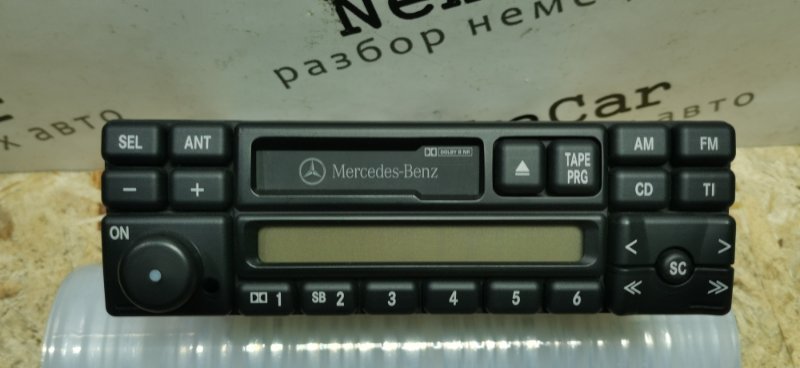 разбор неме
Car
х авто
авто
SEL ANT
DOLBY B NR
AM FM
Mercedes-Benz
TAPE
PRG
− +
CD TI
ON
< >
SC
1 SB 2 3 4 5 6
« »